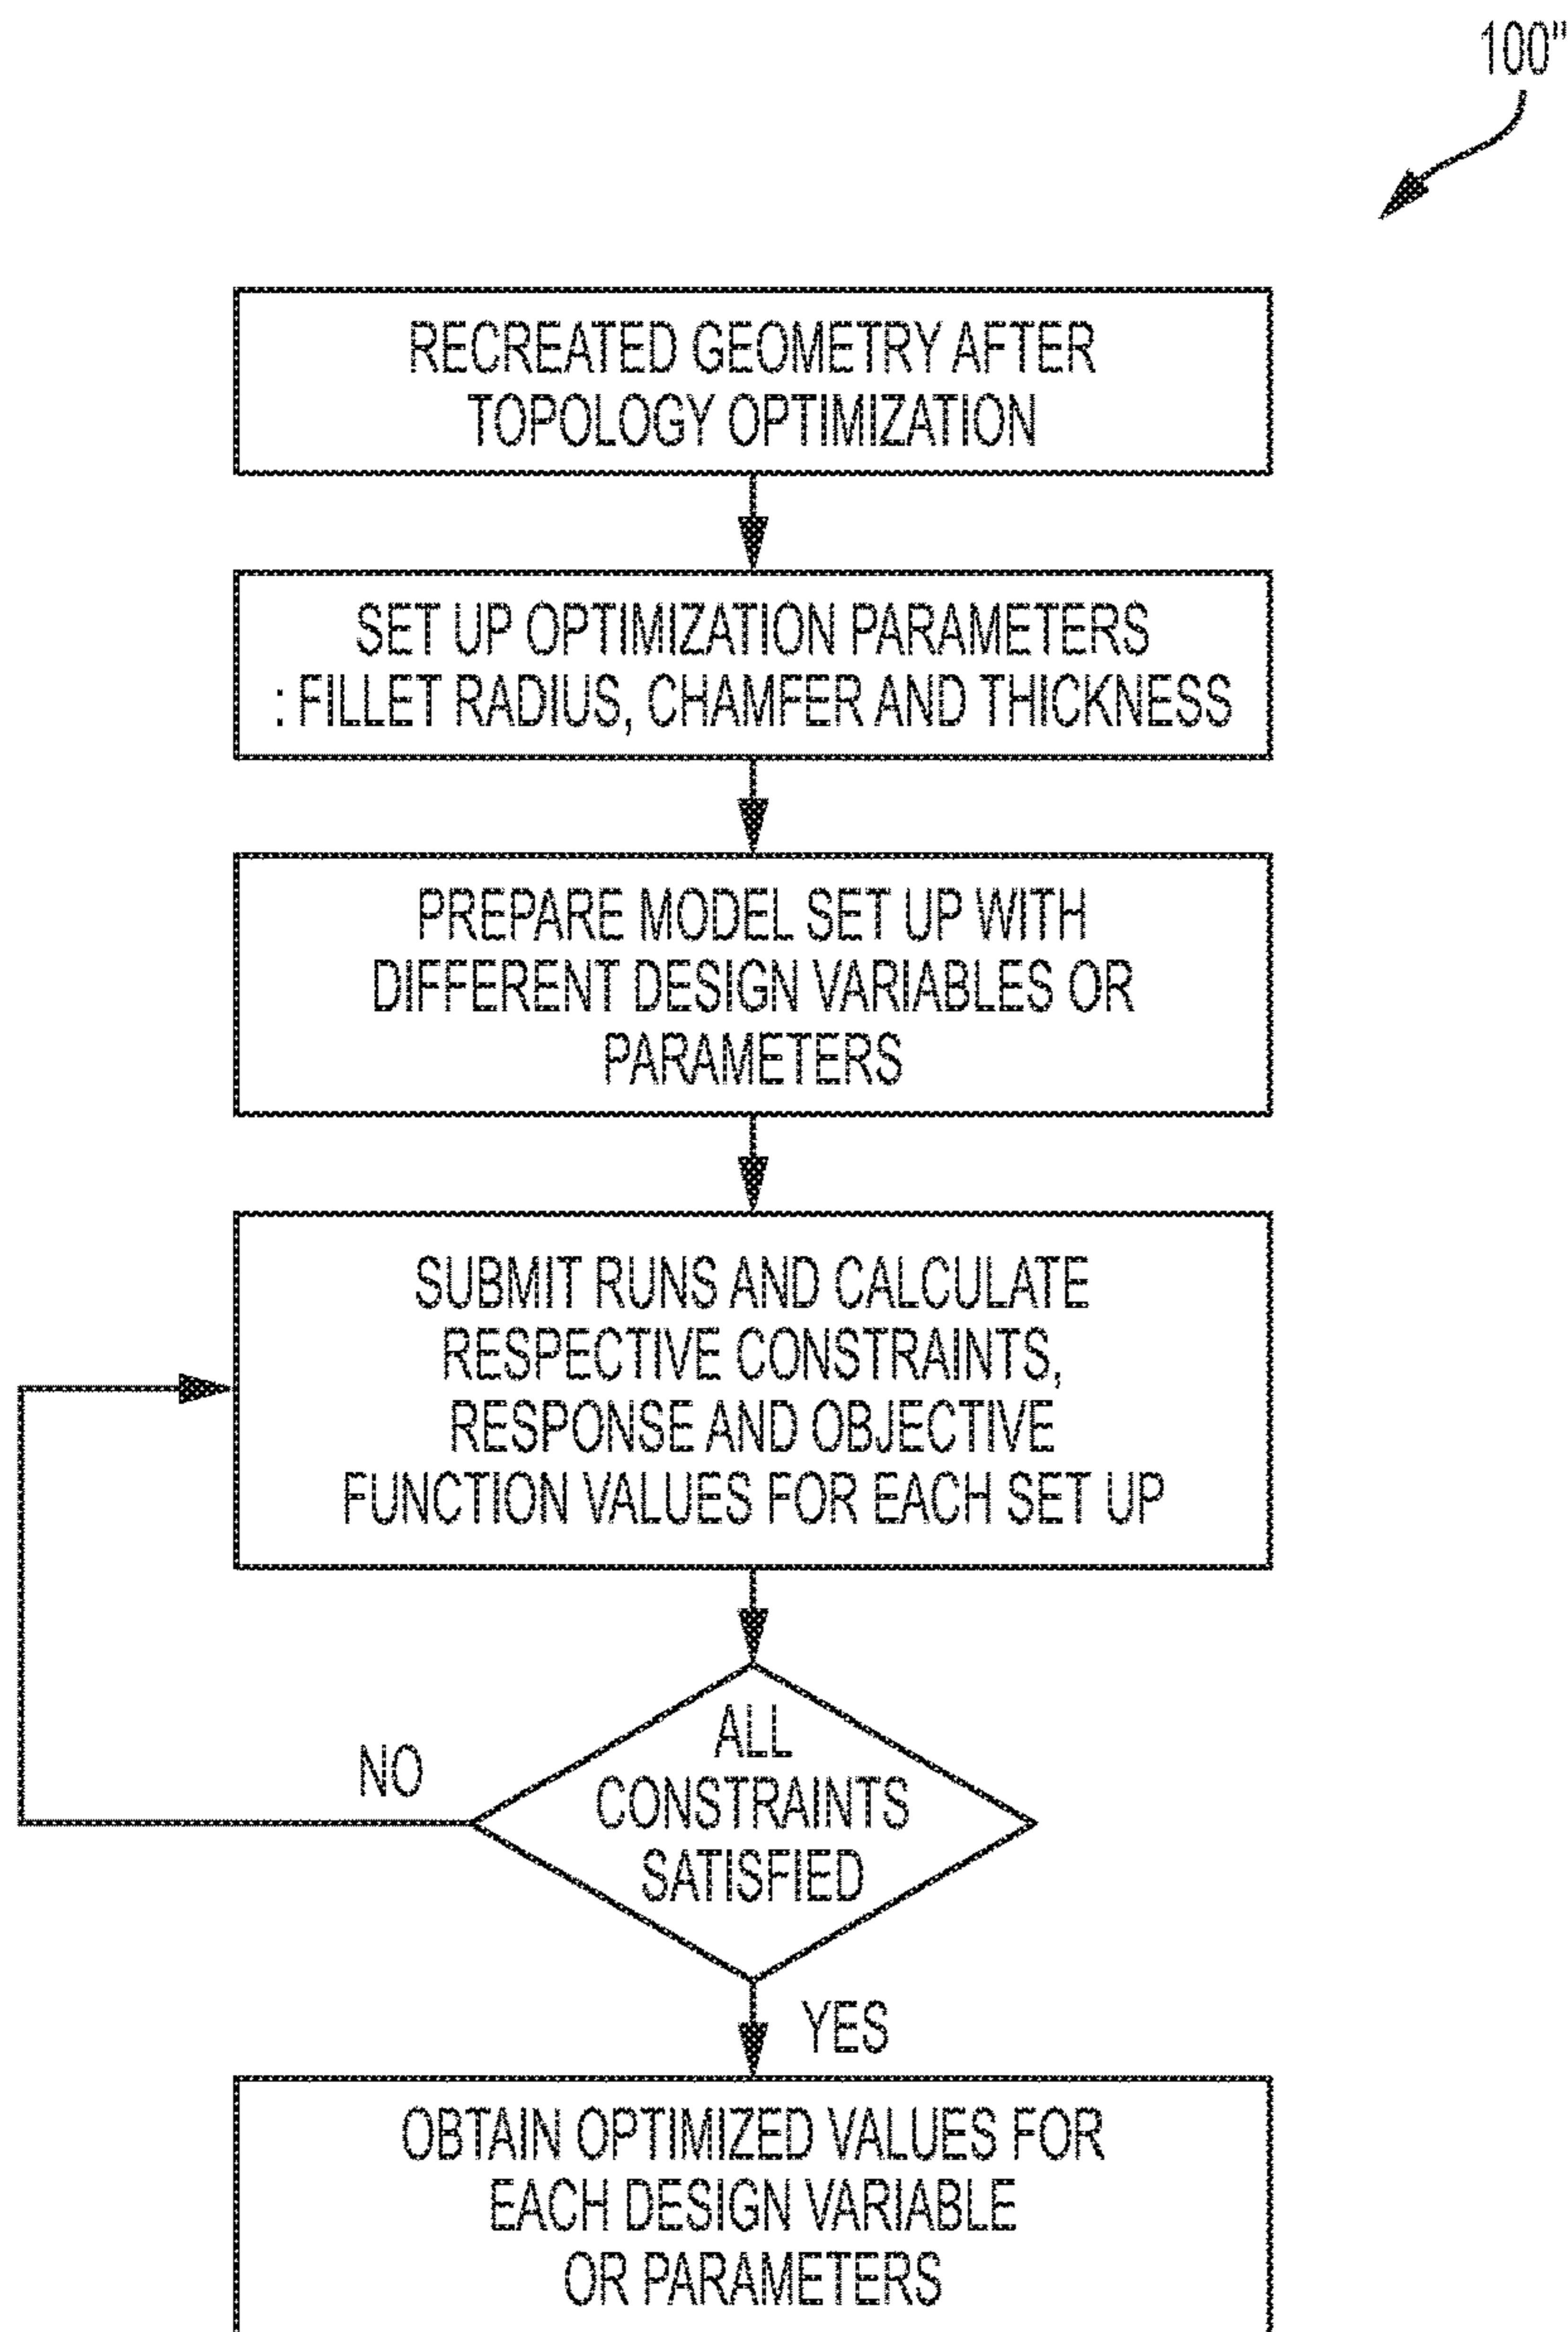 100"
RECREATED GEOMETRY AFTER
TOPOLOGY OPTIMIZATION
SET UP OPTIMIZATION PARAMETERS
: FILLET RADIUS, CHAMFER AND THICKNESS
PREPARE MODEL SET UP WITH
DIFFERENT DESIGN VARIABLES OR
PARAMETERS
SUBMIT RUNS AND CALCULATE
RESPECTIVE CONSTRAINTS,
RESPONSE AND OBJECTIVE
FUNCTION VALUES FOR EACH SET UP
ALL
CONSTRAINTS
SATISFIED
NO
YES
OBTAIN OPTIMIZED VALUES FOR
EACH DESIGN VARIABLE
OR PARAMETERS